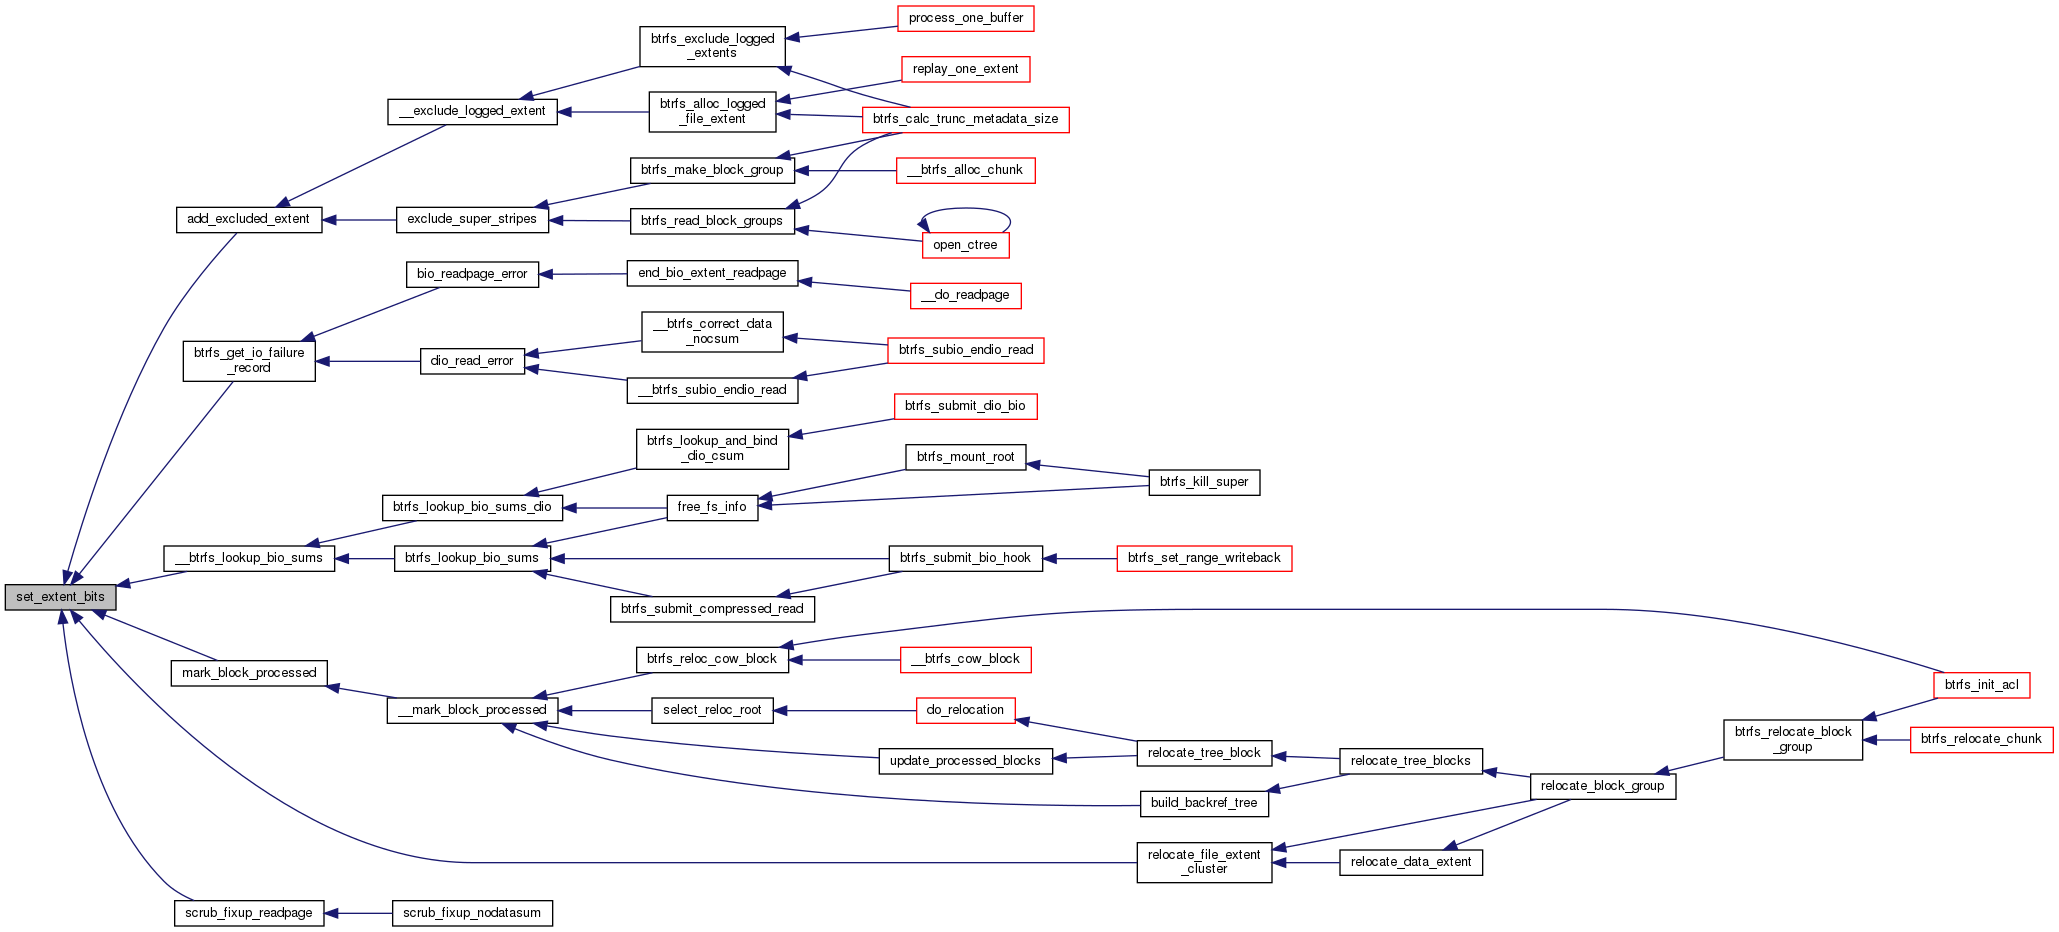 process_one_buffer
btrfs_exclude_logged
_extents
replay_one_extent
__exclude_logged_extent
btrfs_alloc_logged
_file_extent
btrfs_calc_trunc_metadata_size
btrfs_make_block_group
__btrfs_alloc_chunk
add_excluded_extent
exclude_super_stripes
btrfs_read_block_groups
open_ctree
bio_readpage_error
end_bio_extent_readpage
__do_readpage
__btrfs_correct_data
_nocsum
btrfs_get_io_failure
_record
dio_read_error
btrfs_subio_endio_read
__btrfs_subio_endio_read
btrfs_submit_dio_bio
btrfs_lookup_and_bind
_dio_csum
btrfs_mount_root
btrfs_kill_super
btrfs_lookup_bio_sums_dio
free_fs_info
__btrfs_lookup_bio_sums
btrfs_lookup_bio_sums
btrfs_submit_bio_hook
btrfs_set_range_writeback
set_extent_bits
btrfs_submit_compressed_read
mark_block_processed
btrfs_reloc_cow_block
__btrfs_cow_block
btrfs_init_acl
__mark_block_processed
select_reloc_root
do_relocation
update_processed_blocks
relocate_tree_block
relocate_tree_blocks
btrfs_relocate_block
_group
btrfs_relocate_chunk
build_backref_tree
relocate_block_group
relocate_file_extent
_cluster
relocate_data_extent
scrub_fixup_readpage
scrub_fixup_nodatasum